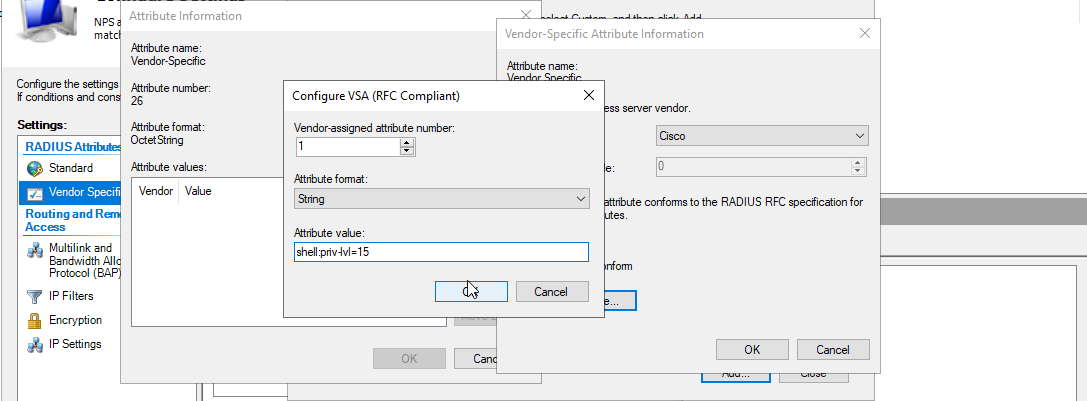 NPS a
match
Configure the settings
If conditions and cons
Settings:
RADIUS Attributes
Standard
Vendor Specifi
Routing and Remo
Access
Multilink and
Bandwidth Allo
Protocol (BAP)
IP Filters
Encryption
IP Settings
Attribute Information
Attribute name:
Vendor-Specific
Attribute number:
26
Attribute format:
OctetString
Attribute values:
Vendor Value
OK Canc
select Custom, and then click Add.
Configure VSA (RFC Compliant)
Vendor-assigned attribute number:
1
Attribute format:
String
Attribute value:
shell:priv-lvl=15
Cancel
Vendor-Specific Attribute Information
Attribute name:
Vendor Specific
ess server vendor.
Cisco
de:
0
attribute conforms to the RADIUS RFC specification for
utes.
onform
e...
OK Cancel
Add... Close